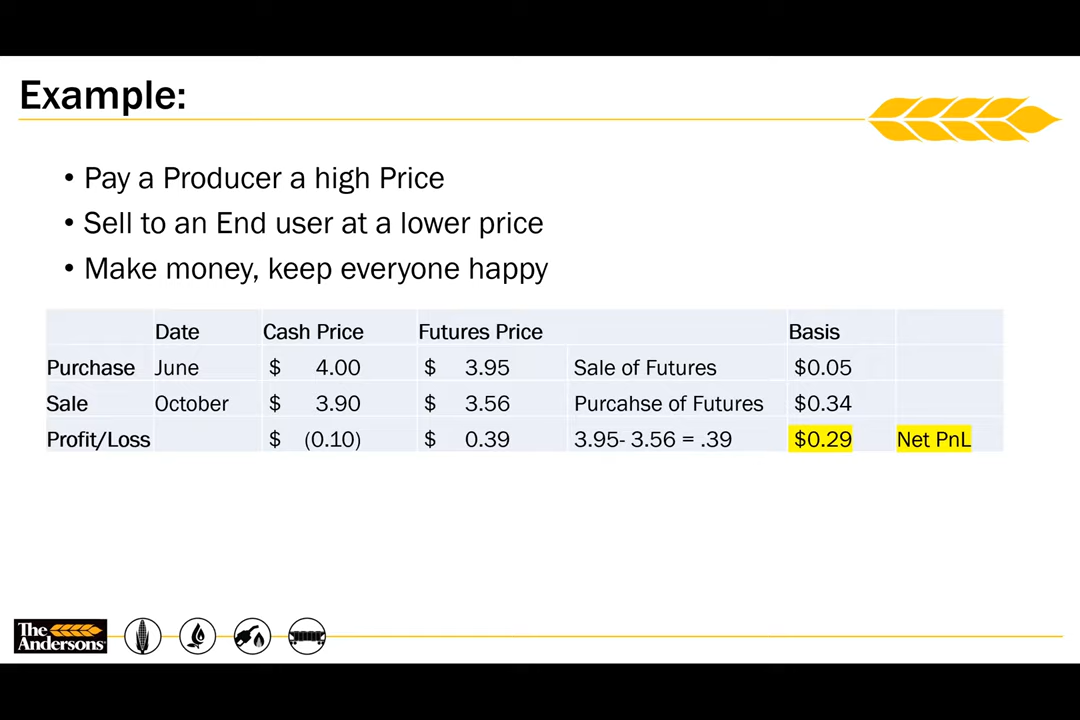 Example:
• Pay a Producer a high Price
• Sell to an End user at a lower price
• Make money, keep everyone happy
Date Cash Price Futures Price Basis
Purchase June $ 4.00 $ 3.95 Sale of Futures $0.05
Sale October $ 3.90 $ 3.56 Purcahse of Futures $0.34
Profit/Loss $ (0.10) $ 0.39 3.95- 3.56 = .39 $0.29 Net PnL
The
Andersons